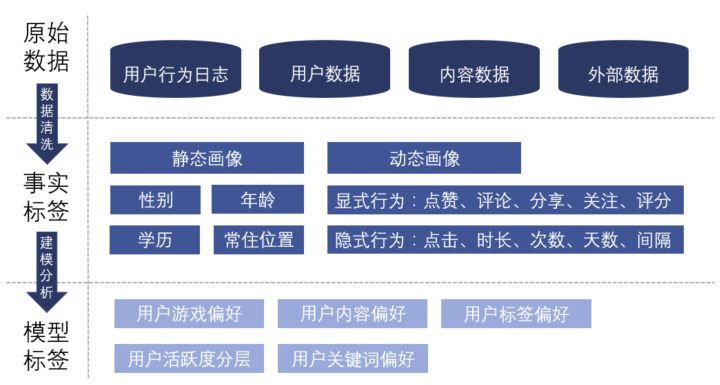 原始
数据
用户行为日志
用户数据
内容数据
外部数据
数据清洗
事实
标签
静态画像
动态画像
性别
年龄
显式行为：点赞、评论、分享、关注、评分
学历
常住位置
隐式行为：点击、时长、次数、天数、间隔
建模分析
模型
标签
用户游戏偏好
用户内容偏好
用户标签偏好
用户活跃度分层
用户关键词偏好